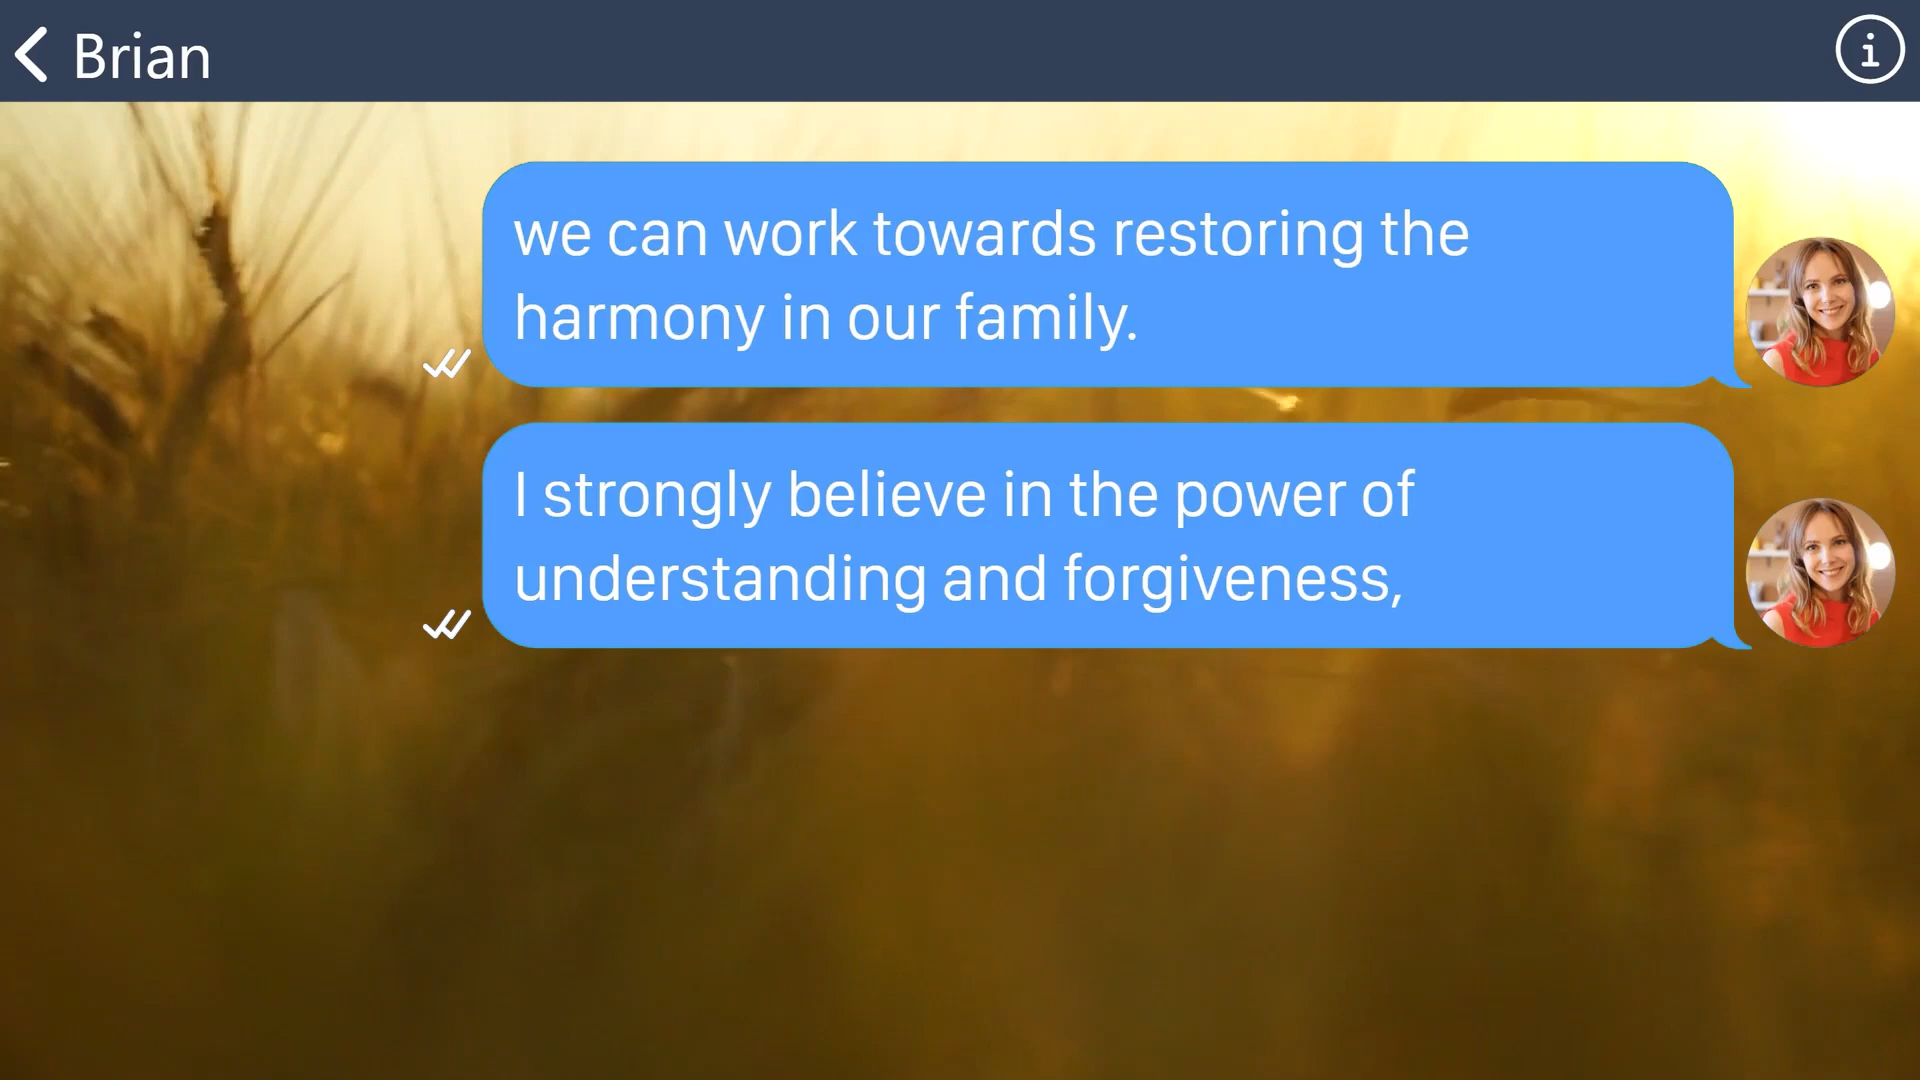 Brian
we can work towards restoring the
harmony in our family.
I strongly believe in the power of
understanding and forgiveness,